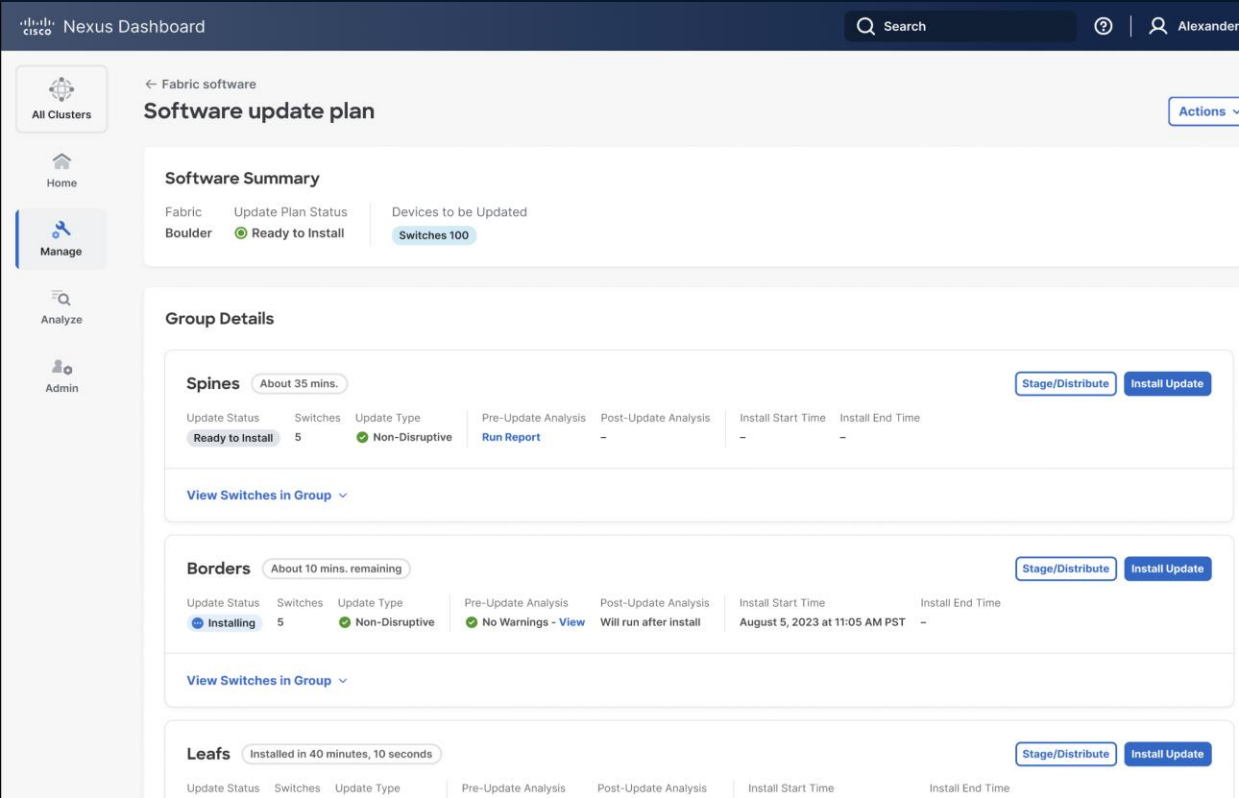 CISCO Nexus Dashboard Search Alexander
All Clusters
Home
Manage
Analyze
Admin
← Fabric software
Software update plan
Actions
Software Summary
Fabric Update Plan Status Devices to be Updated
Boulder Ready to Install Switches 100
Group Details
Spines About 35 mins. Stage/Distribute Install Update
Update Status Switches Update Type Pre-Update Analysis Post-Update Analysis Install Start Time Install End Time
Ready to Install 5 Non-Disruptive Run Report – – –
View Switches in Group
Borders About 10 mins. remaining Stage/Distribute Install Update
Update Status Switches Update Type Pre-Update Analysis Post-Update Analysis Install Start Time Install End Time
Installing 5 Non-Disruptive No Warnings - View Will run after install August 5, 2023 at 11:05 AM PST –
View Switches in Group
Leafs Installed in 40 minutes, 10 seconds Stage/Distribute Install Update
Update Status Switches Update Type Pre-Update Analysis Post-Update Analysis Install Start Time Install End Time